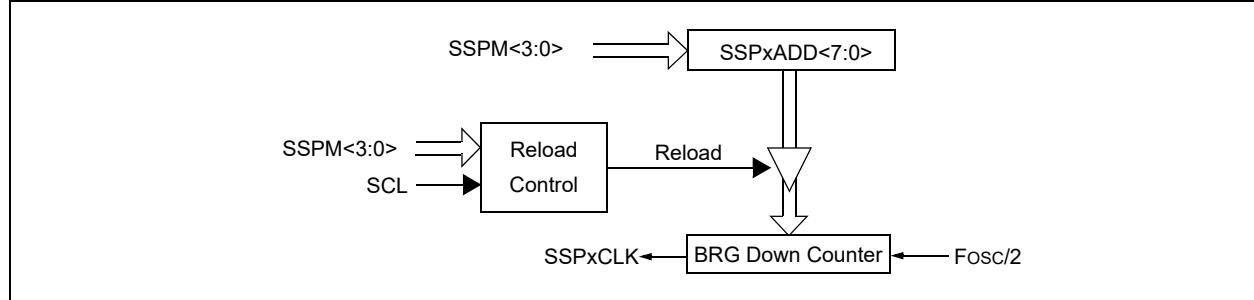 SSPM<3:0>
SSPxADD<7:0>
SSPM<3:0>
Reload
Control
Reload
SCL
SSPxCLK
BRG Down Counter
FOSC/2